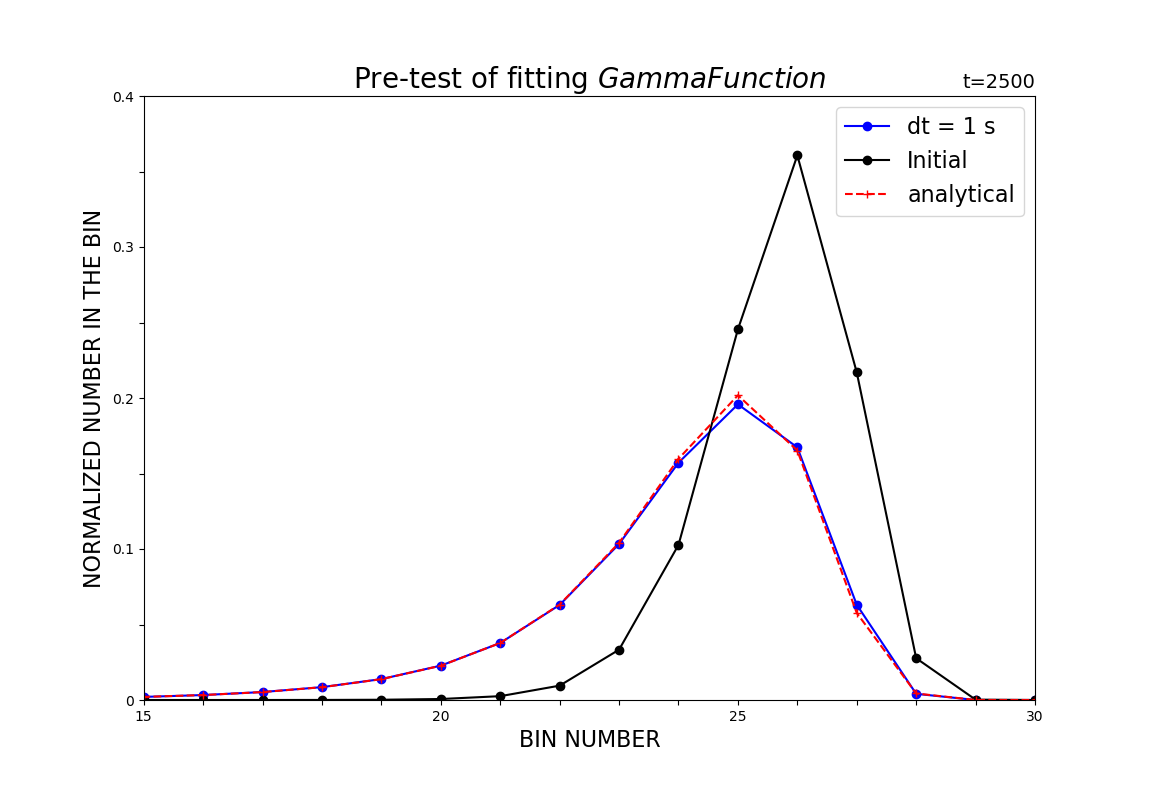 Pre-test of fitting GammaFunction
t=2500
dt = 1 s
Initial
analytical
NORMALIZED NUMBER IN THE BIN
0.4
0.3
0.2
0.1
0
15
20
25
30
BIN NUMBER